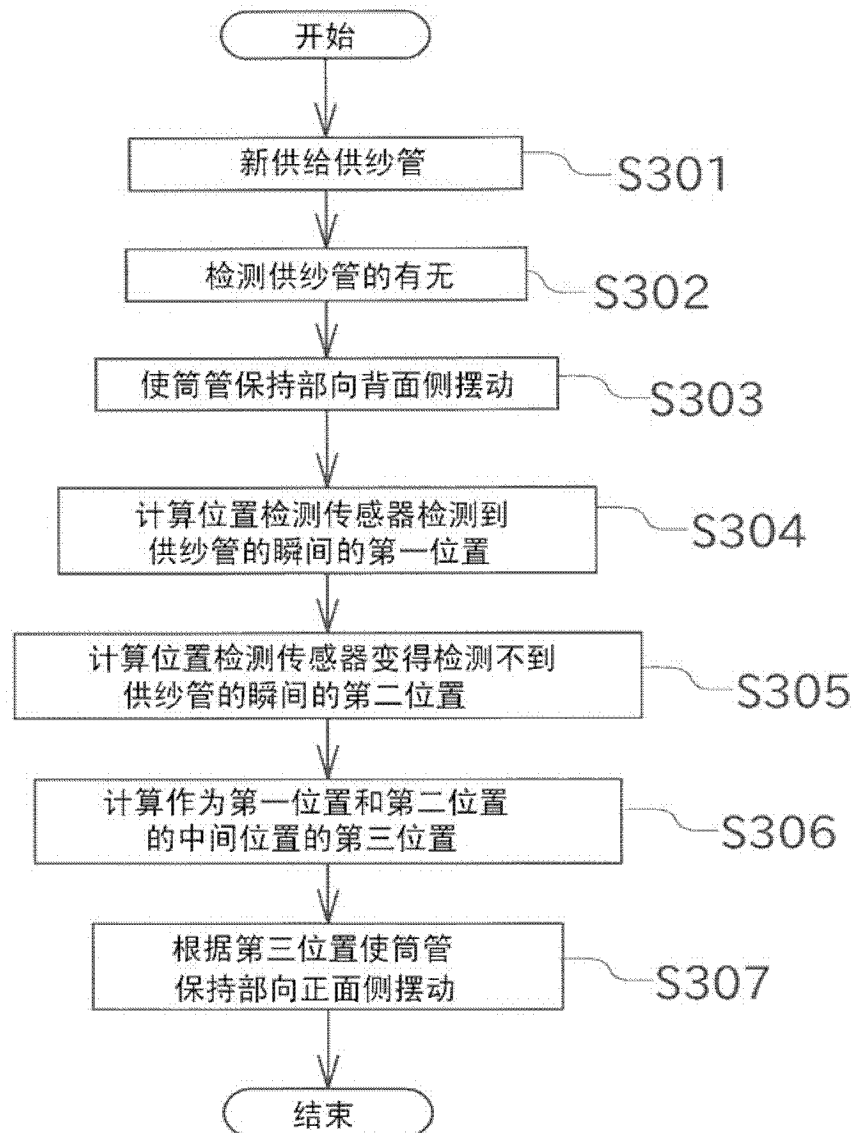 开始
新供给供纱管
S301
检测供纱管的有无
S302
使筒管保持部向背面侧摆动
S303
计算位置检测传感器检测到
供纱管的瞬间的第一位置
S304
计算位置检测传感器变得检测不到
供纱管的瞬间的第二位置
S305
计算作为第一位置和第二位置
的中间位置的第三位置
S306
根据第三位置使筒管
保持部向正面侧摆动
S307
结束